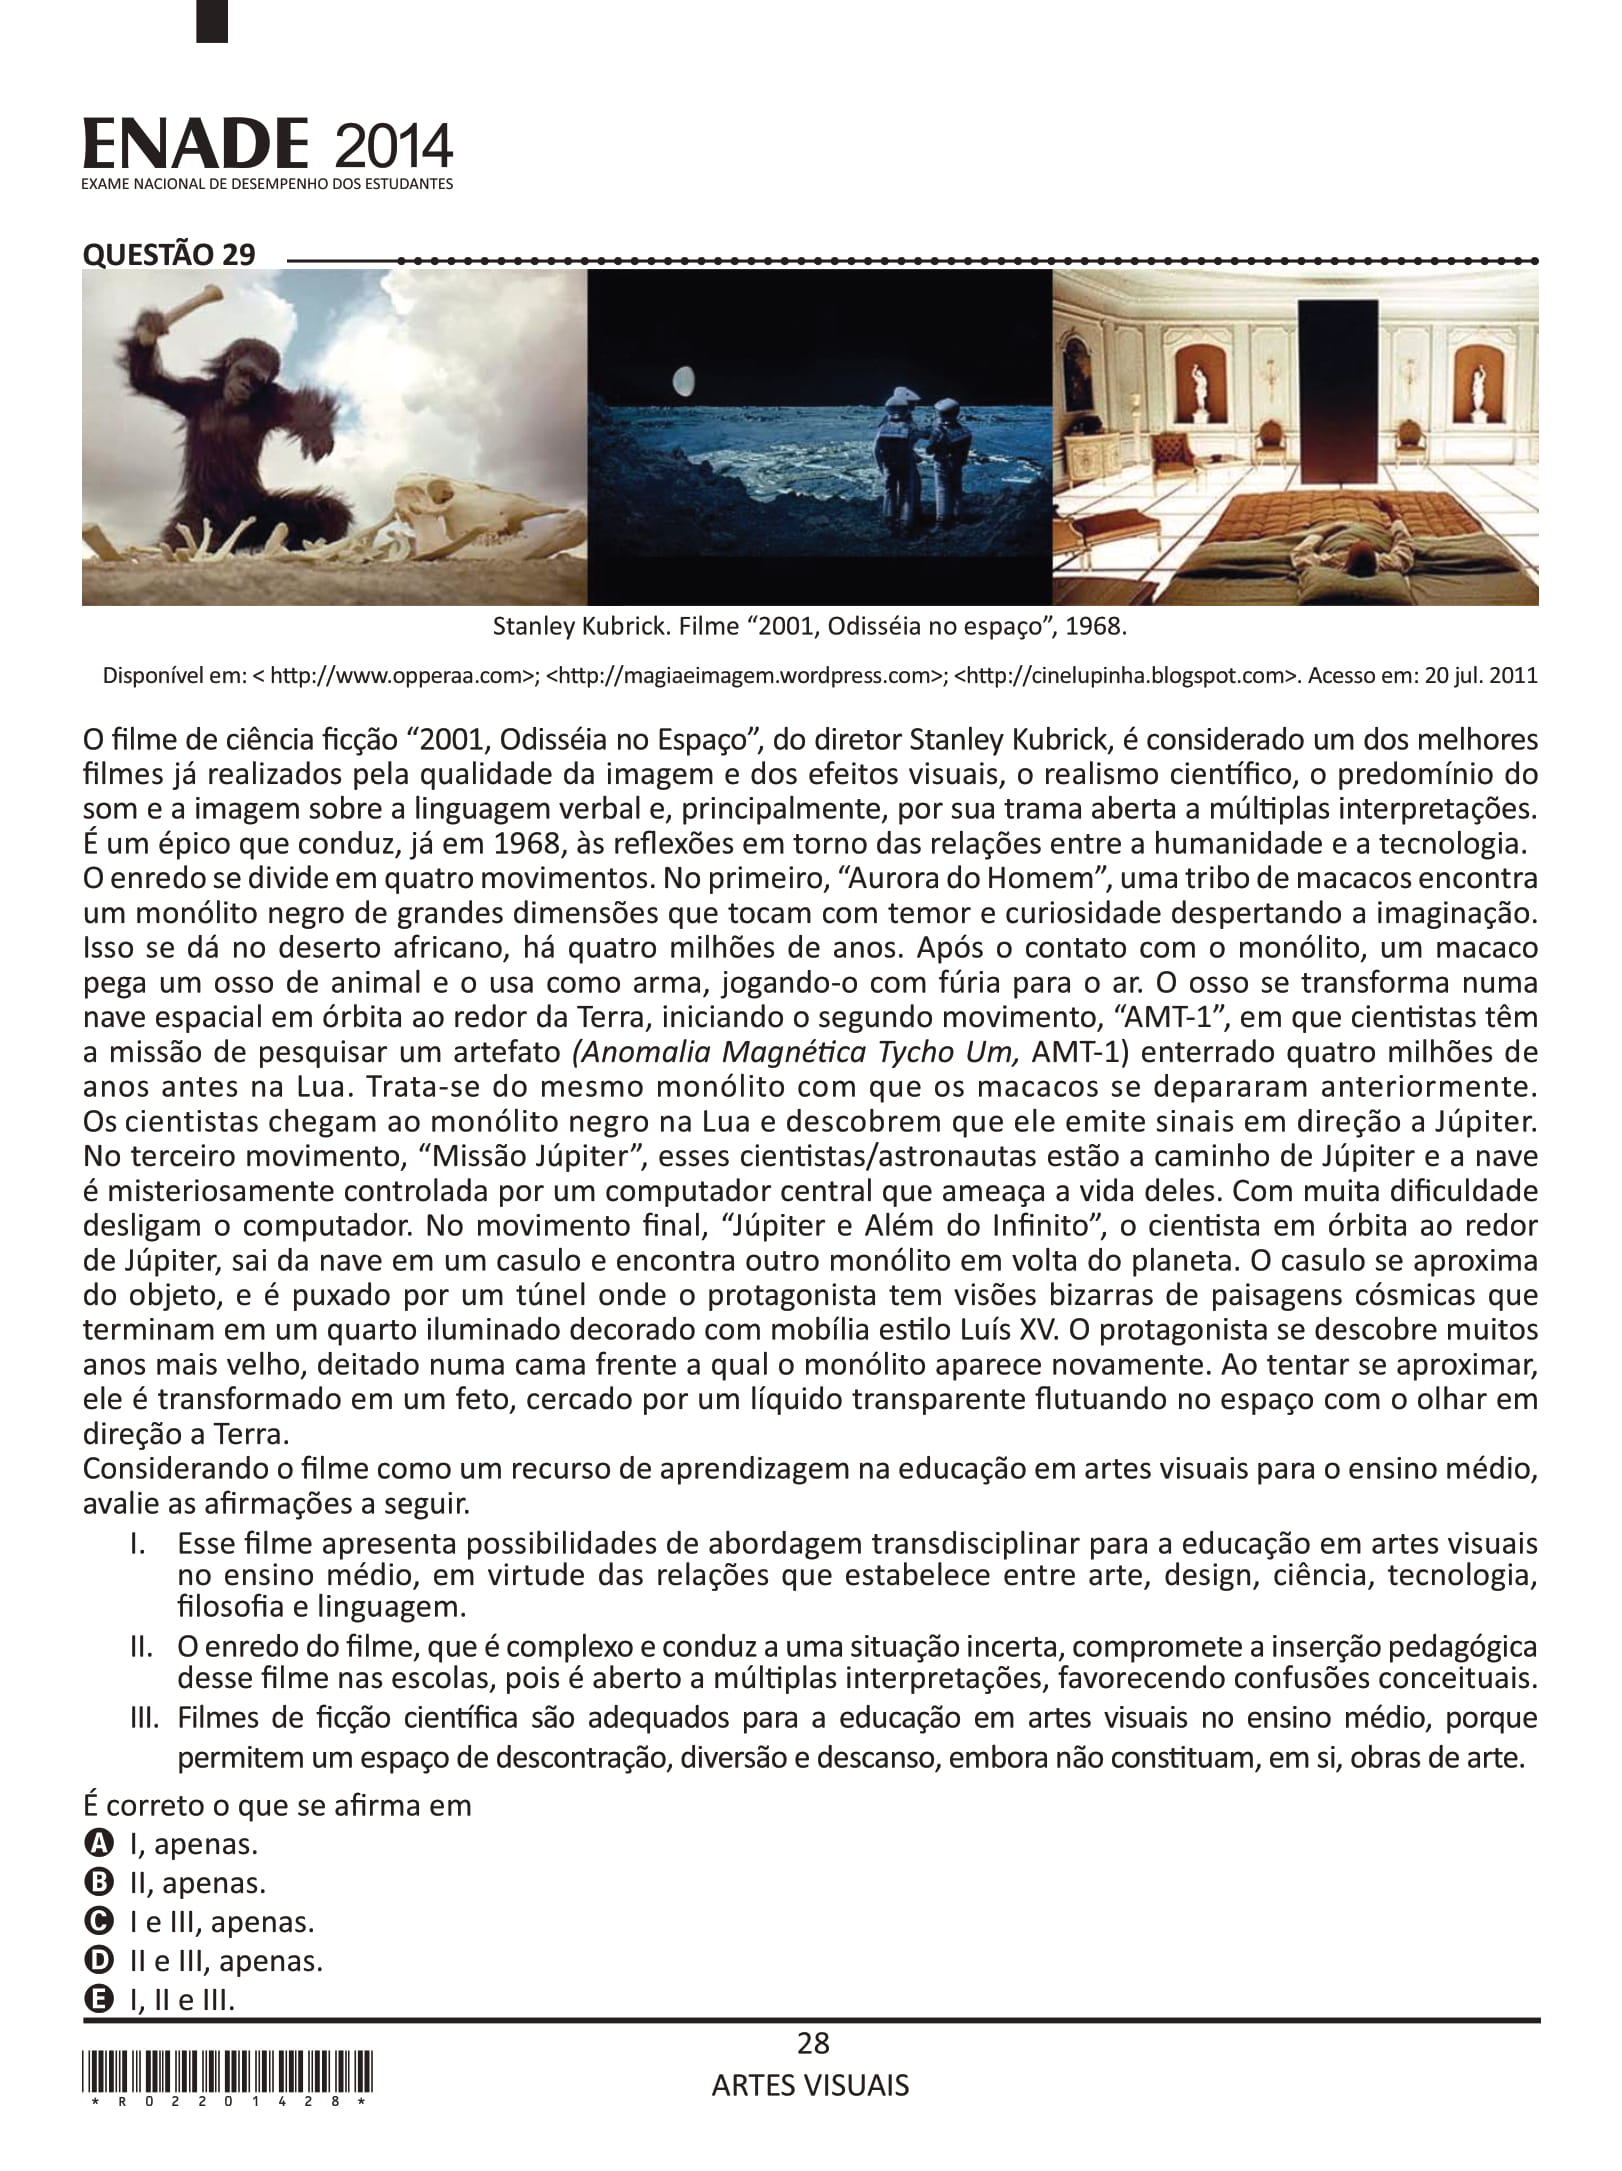 ENADE 2014
EXAME NACIONAL DE DESEMPENHO DOS ESTUDANTES
QUESTÃO 29
Stanley Kubrick. Filme “2001, Odisséia no espaço”, 1968.
Disponível em: < http://www.opperaa.com>; <http://magiaeimagem.wordpress.com>; <http://cinelupinha.blogspot.com>. Acesso em: 20 jul. 2011
O filme de ciência ficção “2001, Odisséia no Espaço”, do diretor Stanley Kubrick, é considerado um dos melhores
filmes já realizados pela qualidade da imagem e dos efeitos visuais, o realismo científico, o predomínio do
som e a imagem sobre a linguagem verbal e, principalmente, por sua trama aberta a múltiplas interpretações.
É um épico que conduz, já em 1968, às reflexões em torno das relações entre a humanidade e a tecnologia.
O enredo se divide em quatro movimentos. No primeiro, “Aurora do Homem”, uma tribo de macacos encontra
um monólito negro de grandes dimensões que tocam com temor e curiosidade despertando a imaginação.
Isso se dá no deserto africano, há quatro milhões de anos. Após o contato com o monólito, um macaco
pega um osso de animal e o usa como arma, jogando-o com fúria para o ar. O osso se transforma numa
nave espacial em órbita ao redor da Terra, iniciando o segundo movimento, “AMT-1”, em que cientistas têm
a missão de pesquisar um artefato (Anomalia Magnética Tycho Um, AMT-1) enterrado quatro milhões de
anos antes na Lua. Trata-se do mesmo monólito com que os macacos se depararam anteriormente.
Os cientistas chegam ao monólito negro na Lua e descobrem que ele emite sinais em direção a Júpiter.
No terceiro movimento, “Missão Júpiter”, esses cientistas/astronautas estão a caminho de Júpiter e a nave
é misteriosamente controlada por um computador central que ameaça a vida deles. Com muita dificuldade
desligam o computador. No movimento final, “Júpiter e Além do Infinito”, o cientista em órbita ao redor
de Júpiter, sai da nave em um casulo e encontra outro monólito em volta do planeta. O casulo se aproxima
do objeto, e é puxado por um túnel onde o protagonista tem visões bizarras de paisagens cósmicas que
terminam em um quarto iluminado decorado com mobília estilo Luís XV. O protagonista se descobre muitos
anos mais velho, deitado numa cama frente a qual o monólito aparece novamente. Ao tentar se aproximar,
ele é transformado em um feto, cercado por um líquido transparente flutuando no espaço com o olhar em
direção a Terra.
Considerando o filme como um recurso de aprendizagem na educação em artes visuais para o ensino médio,
avalie as afirmações a seguir.
I. Esse filme apresenta possibilidades de abordagem transdisciplinar para a educação em artes visuais
no ensino médio, em virtude das relações que estabelece entre arte, design, ciência, tecnologia,
filosofia e linguagem.
II. O enredo do filme, que é complexo e conduz a uma situação incerta, compromete a inserção pedagógica
desse filme nas escolas, pois é aberto a múltiplas interpretações, favorecendo confusões conceituais.
III. Filmes de ficção científica são adequados para a educação em artes visuais no ensino médio, porque
permitem um espaço de descontração, diversão e descanso, embora não constituam, em si, obras de arte.
É correto o que se afirma em
A I, apenas.
B II, apenas.
C I e III, apenas.
D II e III, apenas.
E I, II e III.
28
ARTES VISUAIS
* R 0 2 2 0 1 4 2 8 *